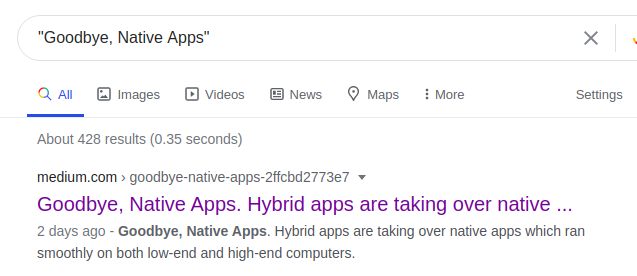 "Goodbye, Native Apps"
All Images Videos News Maps More Settings
About 428 results (0.35 seconds)
medium.com › goodbye-native-apps-2ffcbd2773e7
Goodbye, Native Apps. Hybrid apps are taking over native ...
2 days ago - Goodbye, Native Apps. Hybrid apps are taking over native apps which ran
smoothly on both low-end and high-end computers.